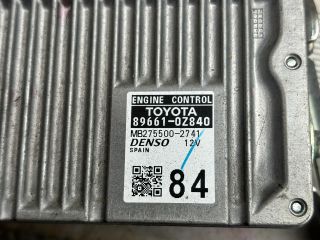 ENGINE CONTROL
TOYOTA
89661-0Z840
MB275500-2741
DENSO 12V
SPAIN
84